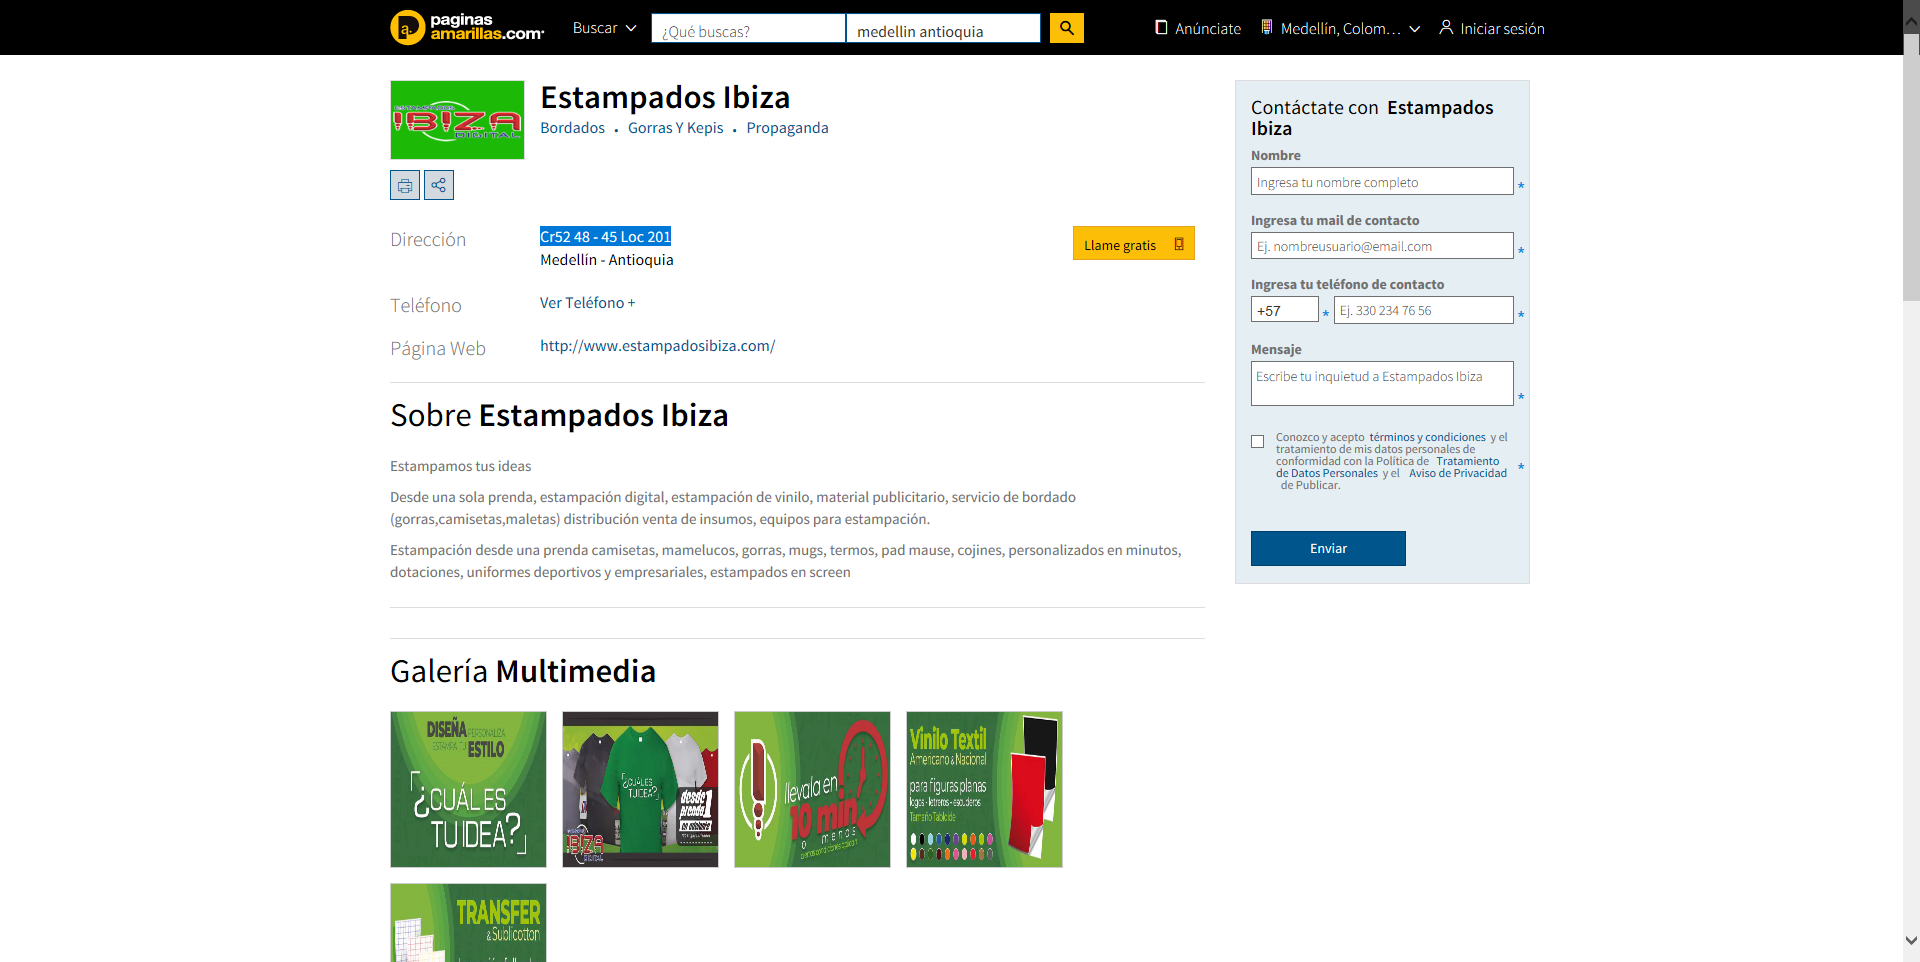 paginas
amarillas.com
Buscar
¿Qué buscas?
medellin antioquia
Anúnciate
Medellín, Colom...
Iniciar sesión
ESTAMPADOS
IBIZA
DIGITAL
Estampados Ibiza
Bordados • Gorras Y Kepis • Propaganda
Dirección
Cr52 48 - 45 Loc 201
Medellín - Antioquia
Llame gratis
Teléfono
Ver Teléfono +
Página Web
http://www.estampadosibiza.com/
Sobre Estampados Ibiza
Estampamos tus ideas
Desde una sola prenda, estampación digital, estampación de vinilo, material publicitario, servicio de bordado
(gorras,camisetas,maletas) distribución venta de insumos, equipos para estampación.
Estampación desde una prenda camisetas, mamelucos, gorras, mugs, termos, pad mause, cojines, personalizados en minutos,
dotaciones, uniformes deportivos y empresariales, estampados en screen
Contáctate con Estampados
Ibiza
Nombre
Ingresa tu nombre completo *
Ingresa tu mail de contacto
Ej. nombreusuario@email.com *
Ingresa tu teléfono de contacto
+57 * Ej. 330 234 76 56 *
Mensaje
Escribe tu inquietud a Estampados Ibiza *
Conozco y acepto términos y condiciones y el
tratamiento de mis datos personales de
conformidad con la Política de Tratamiento *
de Datos Personales y el Aviso de Privacidad
de Publicar.
Enviar
Galería Multimedia
DISEÑA PERSONALIZA
ESTAMPA TU ESTILO
¿CUÁL ES
TU IDEA?
¿CUÁL ES
TU IDEA?
desde 1
prenda
en adelante
IBIZA
DIGITAL
llevala en
10 min
o menos
Vinilo Textil
Americano & Nacional
para figuras planas
logos - letreros - escuderos
Tamaño Tabloide
TRANSFER
& Sublicotton